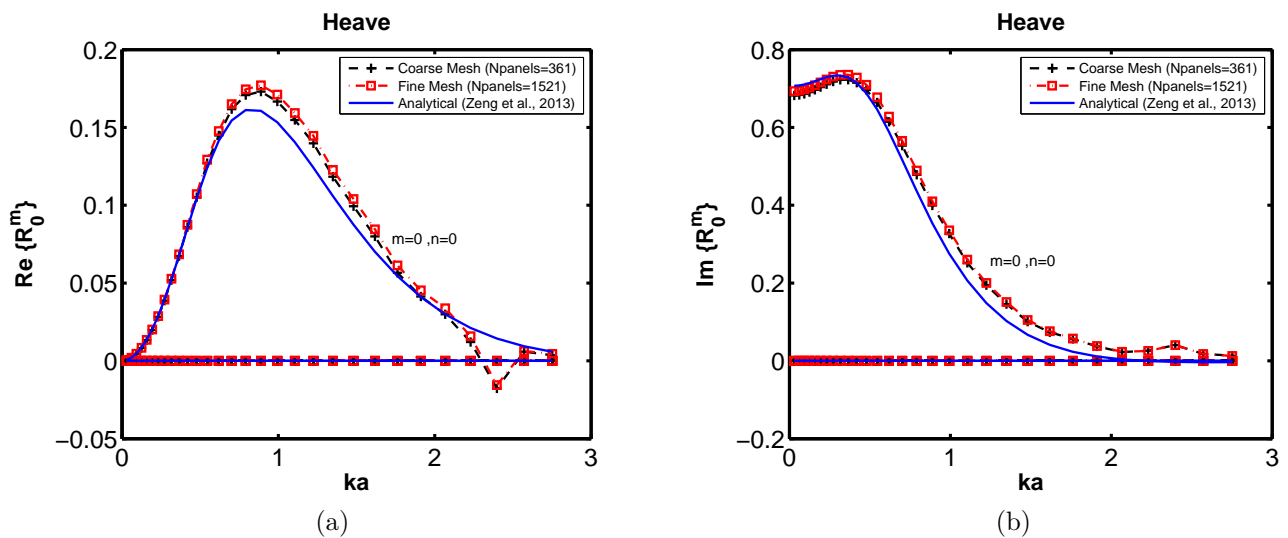 Heave
Re {R₀ᵐ}
0.2
0.15
0.1
0.05
0
−0.05
Coarse Mesh (Npanels=361)
Fine Mesh (Npanels=1521)
Analytical (Zeng et al., 2013)
m=0 ,n=0
0 1 2 3
ka
(a)
Heave
Im {R₀ᵐ}
0.8
0.6
0.4
0.2
0
−0.2
Coarse Mesh (Npanels=361)
Fine Mesh (Npanels=1521)
Analytical (Zeng et al., 2013)
m=0 ,n=0
0 1 2 3
ka
(b)